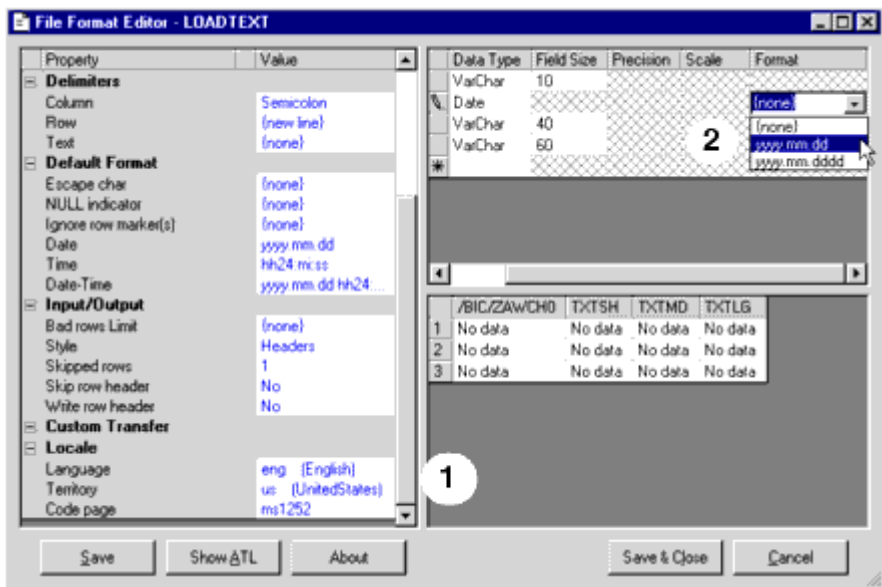 File Format Editor - LOADTEXT
Property Value
Delimiters
Column Semicolon
Row {new line}
Text {none}
Default Format
Escape char {none}
NULL indicator {none}
Ignore row marker(s) {none}
Date yyyy.mm.dd
Time hh24:mi:ss
Date-Time yyyy.mm.dd hh24:...
Input/Output
Bad rows Limit {none}
Style Headers
Skipped rows 1
Skip row header No
Write row header No
Custom Transfer
Locale
Language eng (English)
Territory us (UnitedStates)
Code page ms1252
1
Data Type Field Size Precision Scale Format
VarChar 10
Date {none}
VarChar 40 {none}
VarChar 60 yyyy.mm.dd
yyyy.mm.dddd
2
/BIC/ZAWCH0 TXTSH TXTMD TXTLG
1 No data No data No data No data
2 No data No data No data No data
3 No data No data No data No data
Save Show ATL About Save & Close Cancel